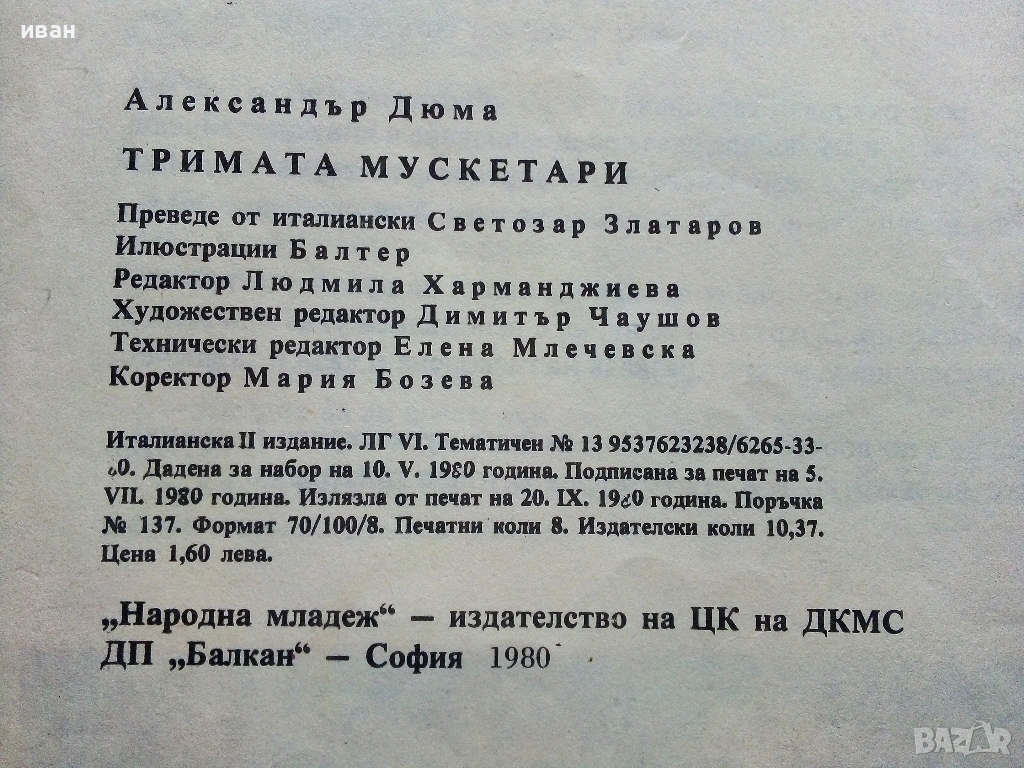 иван
Александър Дюма
ТРИМАТА МУСКЕТАРИ
Преведе от италиански Светозар Златаров
Илюстрации Балтер
Редактор Людмила Харманджиева
Художествен редактор Димитър Чаушов
Технически редактор Елена Млечевска
Коректор Мария Бозева
Италианска II издание. ЛГ VI. Тематичен № 13 9537623238/6265-33-
Дадена за набор на 10. V. 1980 година. Подписана за печат на 5.
VII. 1980 година. Излязла от печат на 20. IX. 1980 година. Поръчка
№ 137. Формат 70/100/8. Печатни коли 8. Издателски коли 10,37.
Цена 1,60 лева.
„Народна младеж“ — издателство на ЦК на ДКМС
ДП „Балкан“ — София 1980
BAZAR